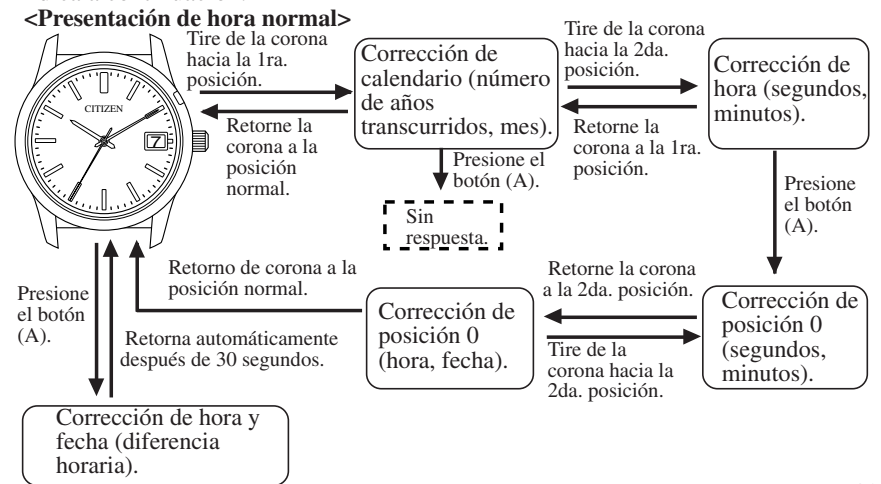 <Presentación de hora normal>
Tire de la corona
hacia la 1ra.
posición.
Corrección de
calendario (número
de años
transcurridos, mes).
Tire de la corona
hacia la 2da.
posición.
Corrección de
hora (segundos,
minutos).
CITIZEN
7
Retorne la
corona a la
posición
normal.
Retorne la
corona a la 1ra.
posición.
Presione el
botón (A).
Sin
respuesta.
Presione
el botón
(A).
Retorno de corona a la
posición normal.
Retorne la corona
a la 2da. posición.
Presione
el botón
(A).
Retorna automáticamente
después de 30 segundos.
Corrección de
posición 0
(hora, fecha).
Tire de la
corona hacia la
2da. posición.
Corrección de
posición 0
(segundos,
minutos).
Corrección de hora y
fecha (diferencia
horaria).